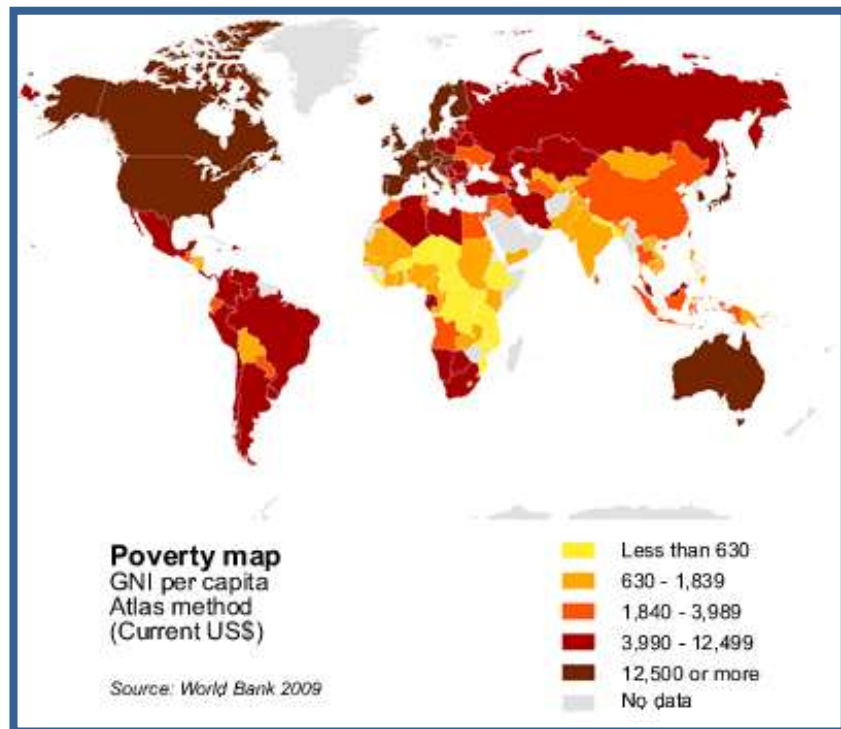 Poverty map
GNI per capita
Atlas method
(Current US$)
Source: World Bank 2009
Less than 630
630 - 1,839
1,840 - 3,989
3,990 - 12,499
12,500 or more
No data